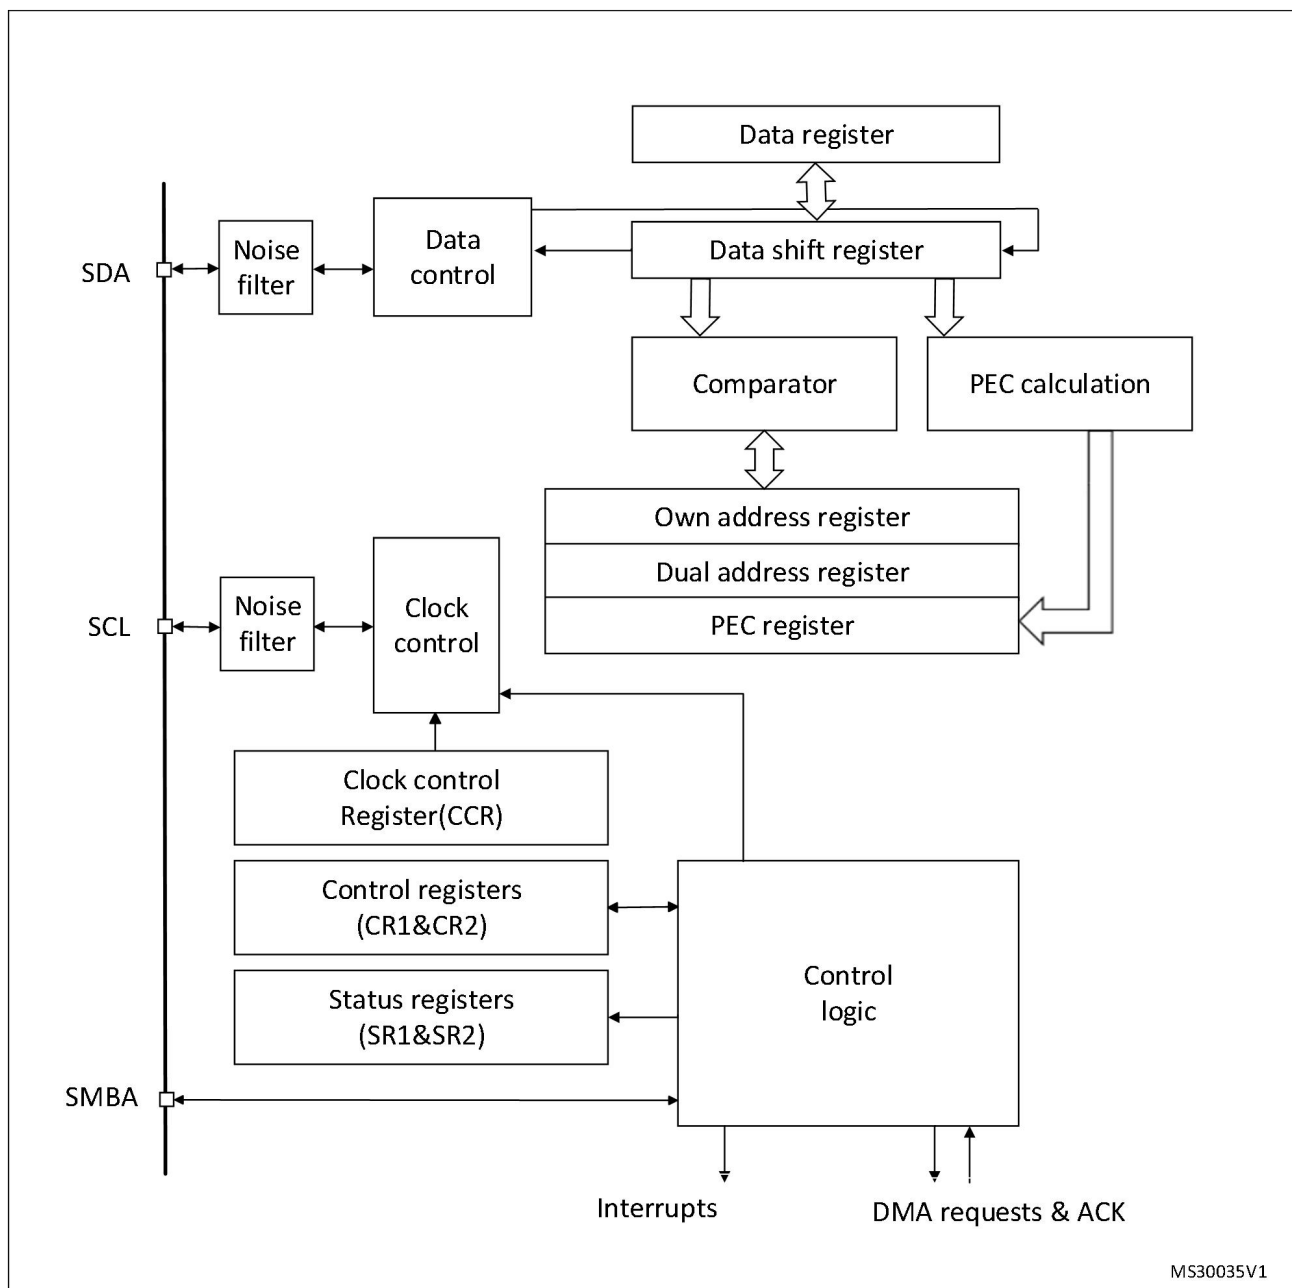 Data register
Data
control
Noise
filter
Data shift register
SDA
Comparator
PEC calculation
Own address register
Dual address register
PEC register
Noise
filter
Clock
control
SCL
Clock control
Register(CCR)
Control registers
(CR1&CR2)
Control
logic
Status registers
(SR1&SR2)
SMBA
Interrupts
DMA requests & ACK
MS30035V1